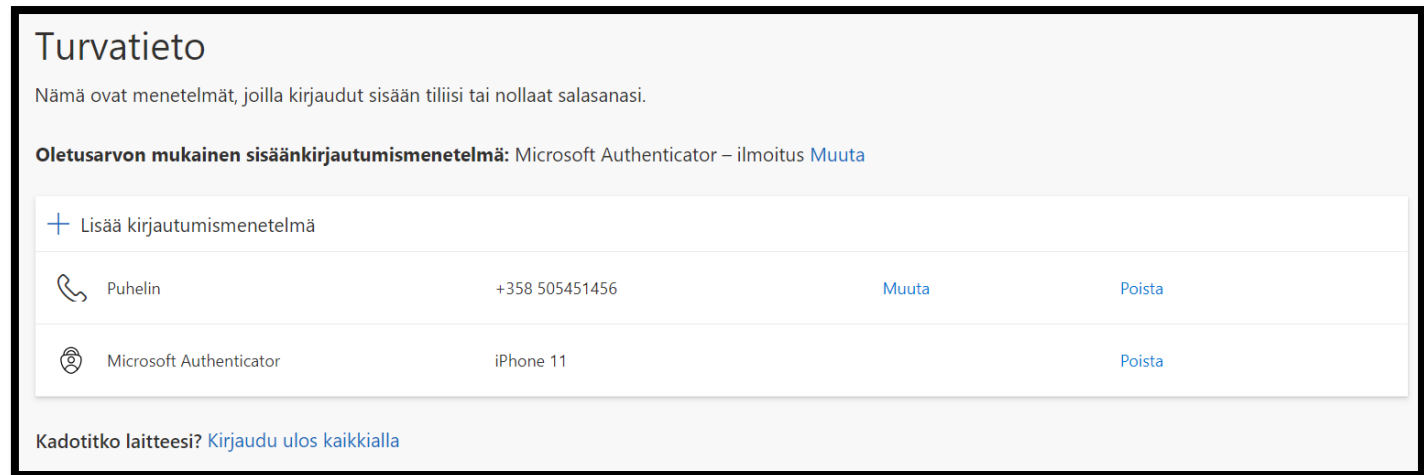 Turvatieto
Nämä ovat menetelmät, joilla kirjaudut sisään tiliisi tai nollaat salasanasi.
Oletusarvon mukainen sisäänkirjautumismenetelmä: Microsoft Authenticator – ilmoitus Muuta
Lisää kirjautumismenetelmä
Puhelin +358 505451456 Muuta Poista
Microsoft Authenticator iPhone 11 Poista
Kadotitko laitteesi? Kirjaudu ulos kaikkialla